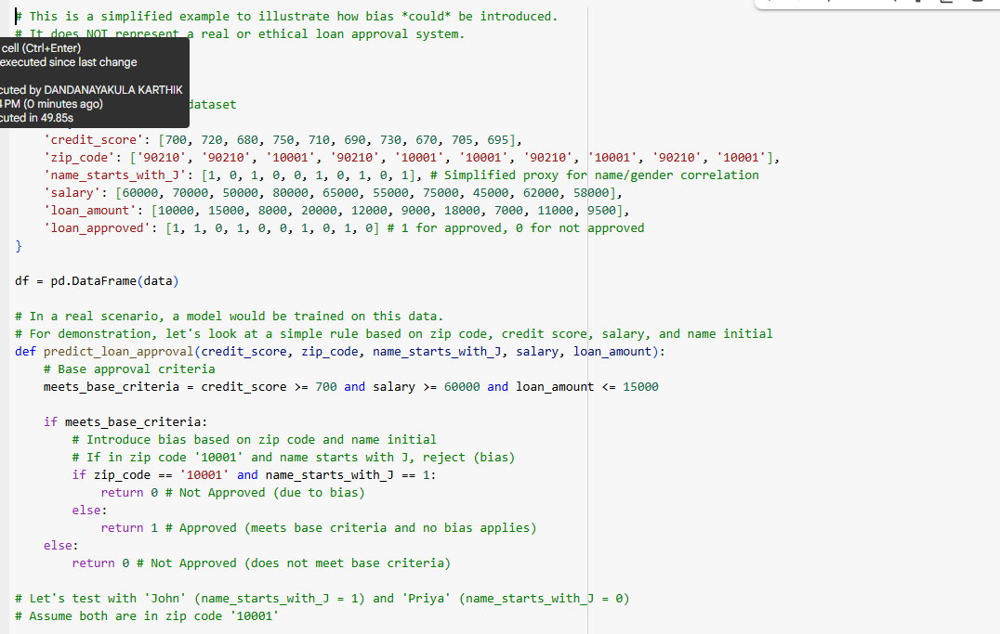 # This is a simplified example to illustrate how bias *could* be introduced.
# It does NOT represent a real or ethical loan approval system.
cell (Ctrl+Enter)
executed since last change
cuted by DANDANAYAKULA KARTHIK
PM (0 minutes ago)
cuted in 49.85s
dataset
'credit_score': [700, 720, 680, 750, 710, 690, 730, 670, 705, 695],
'zip_code': ['90210', '90210', '10001', '90210', '10001', '10001', '90210', '10001', '90210', '10001'],
'name_starts_with_J': [1, 0, 1, 0, 0, 1, 0, 1, 0, 1], # Simplified proxy for name/gender correlation
'salary': [60000, 70000, 50000, 80000, 65000, 55000, 75000, 45000, 62000, 58000],
'loan_amount': [10000, 15000, 8000, 20000, 12000, 9000, 18000, 7000, 11000, 9500],
'loan_approved': [1, 1, 0, 1, 0, 0, 1, 0, 1, 0] # 1 for approved, 0 for not approved
}
df = pd.DataFrame(data)
# In a real scenario, a model would be trained on this data.
# For demonstration, let's look at a simple rule based on zip code, credit score, salary, and name initial
def predict_loan_approval(credit_score, zip_code, name_starts_with_J, salary, loan_amount):
# Base approval criteria
meets_base_criteria = credit_score >= 700 and salary >= 60000 and loan_amount <= 15000
if meets_base_criteria:
# Introduce bias based on zip code and name initial
# If in zip code '10001' and name starts with J, reject (bias)
if zip_code == '10001' and name_starts_with_J == 1:
return 0 # Not Approved (due to bias)
else:
return 1 # Approved (meets base criteria and no bias applies)
else:
return 0 # Not Approved (does not meet base criteria)
# Let's test with 'John' (name_starts_with_J = 1) and 'Priya' (name_starts_with_J = 0)
# Assume both are in zip code '10001'